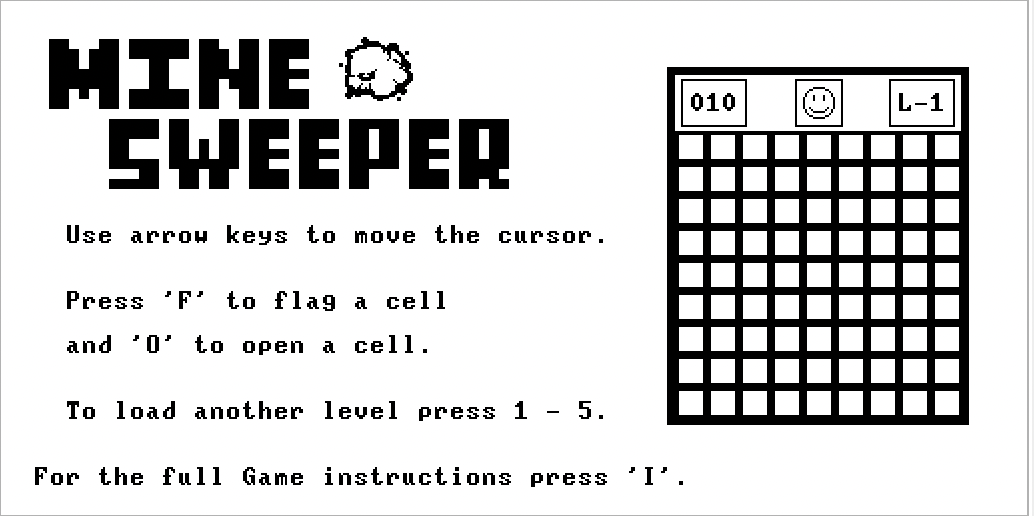 MINE
SWEEPER
010
L-1
Use arrow keys to move the cursor.
Press 'F' to flag a cell
and 'O' to open a cell.
To load another level press 1 - 5.
For the full Game instructions press 'I'.